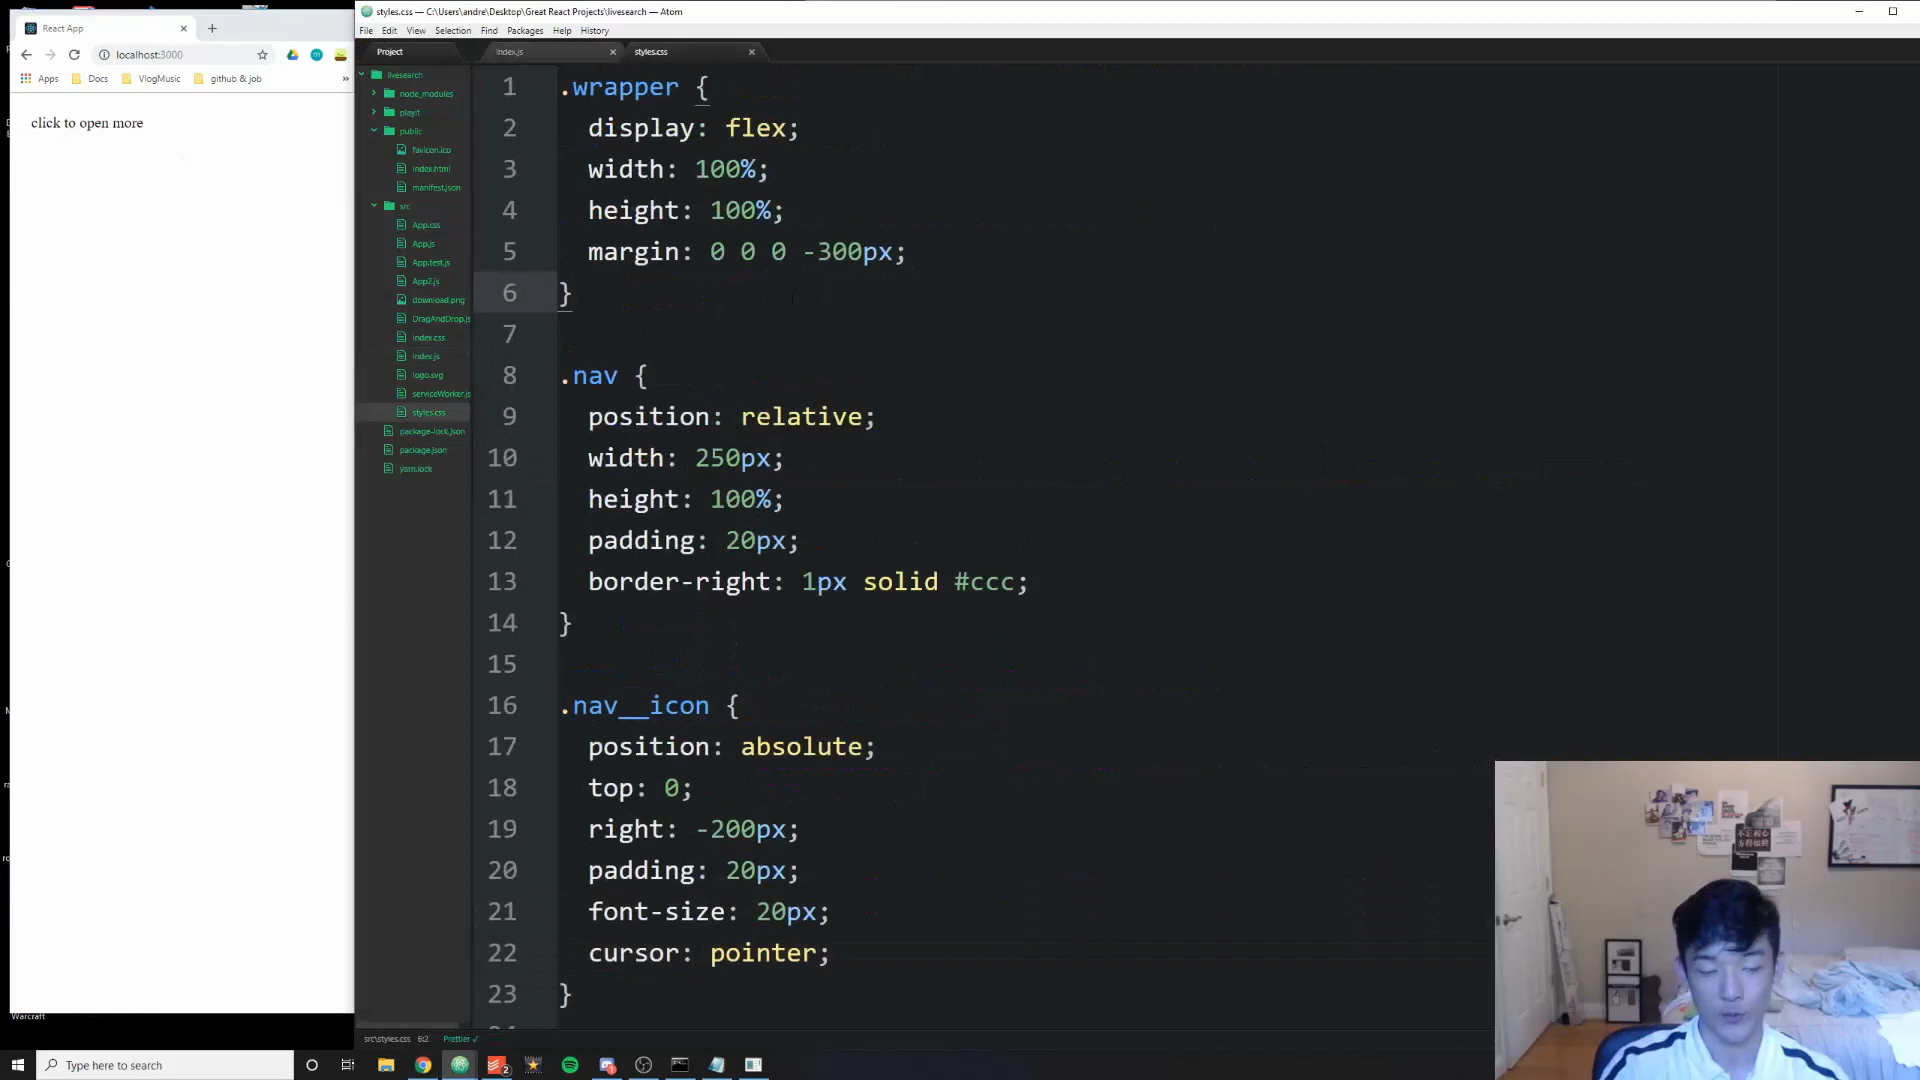 React App
styles.css — C:\Users\andre\Desktop\Great React Projects\livesearch — Atom
File Edit View Selection Find Packages Help History
localhost:3000
Apps Docs VlogMusic github & job »
Project
index.js
styles.css
click to open more
livesearch
node_modules
playit
public
favicon.ico
index.html
manifest.json
src
App.css
App.js
App.test.js
App2.js
download.png
DragAndDrop.js
index.css
index.js
logo.svg
serviceWorker.js
styles.css
package-lock.json
package.json
yarn.lock
1 .wrapper {
2 display: flex;
3 width: 100%;
4 height: 100%;
5 margin: 0 0 0 -300px;
6 }
7
8 .nav {
9 position: relative;
10 width: 250px;
11 height: 100%;
12 padding: 20px;
13 border-right: 1px solid #ccc;
14 }
15
16 .nav__icon {
17 position: absolute;
18 top: 0;
19 right: -200px;
20 padding: 20px;
21 font-size: 20px;
22 cursor: pointer;
23 }
Warcraft
src\styles.css 6:2 Prettier ✓
Type here to search
2